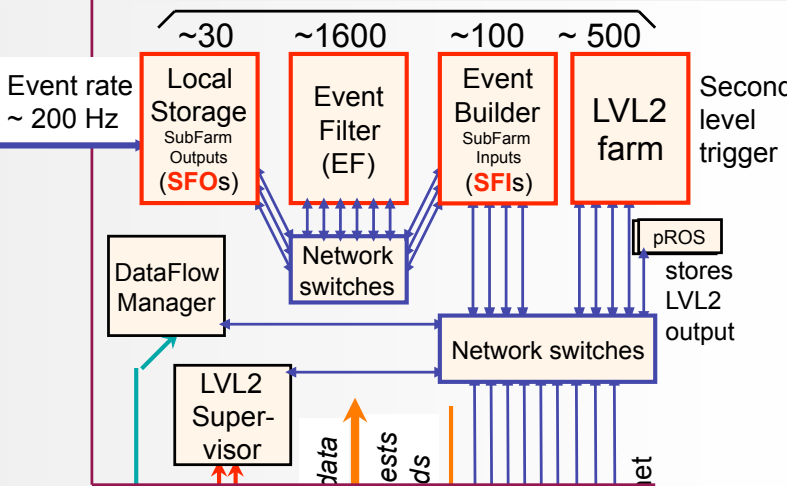 ~30
~1600
~100
~ 500
Event rate
~ 200 Hz
Local
Storage
SubFarm
Outputs
(SFOs)
Event
Filter
(EF)
Event
Builder
SubFarm
Inputs
(SFIs)
LVL2
farm
Second
level
trigger
pROS
stores
LVL2
output
Network
switches
DataFlow
Manager
Network switches
LVL2
Super-
visor
data
ests
ds